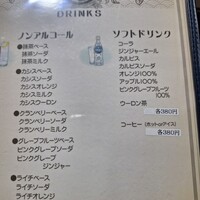 DRINKS
ノンアルコール
●抹茶ベース
抹茶ソーダ
抹茶ミルク
●カシスベース
カシスソーダ
カシスオレンジ
カシスミルク
カシスウーロン
●クランベリーベース
クランベリーソーダ
クランベリーミルク
●グレープフルーツベース
ピンクグレープソーダ
ピンクグレープ
ジンジャー
●ライチベース
ライチソーダ
ライチオレンジ
ソフトドリンク
コーラ
ジンジャーエール
カルピス
カルピスソーダ
オレンジ100%
アップル100%
ピンクグレープフルーツ
100%
各380円
ウーロン茶
コーヒー(ホットorアイス)
各380円